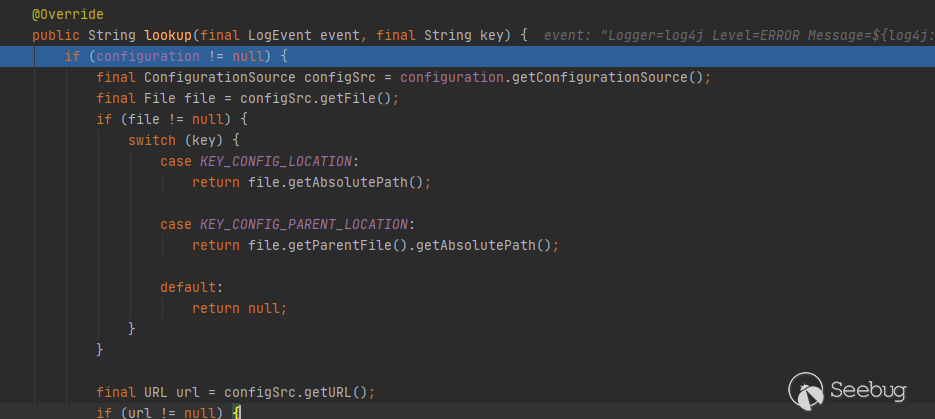 @Override
public String lookup(final LogEvent event, final String key) {  event: "Logger=log4j Level=ERROR Message=${log4j:
if (configuration != null) {
final ConfigurationSource configSrc = configuration.getConfigurationSource();
final File file = configSrc.getFile();
if (file != null) {
switch (key) {
case KEY_CONFIG_LOCATION:
return file.getAbsolutePath();
case KEY_CONFIG_PARENT_LOCATION:
return file.getParentFile().getAbsolutePath();
default:
return null;
}
}
final URL url = configSrc.getURL();
if (url != null) {
Seebug